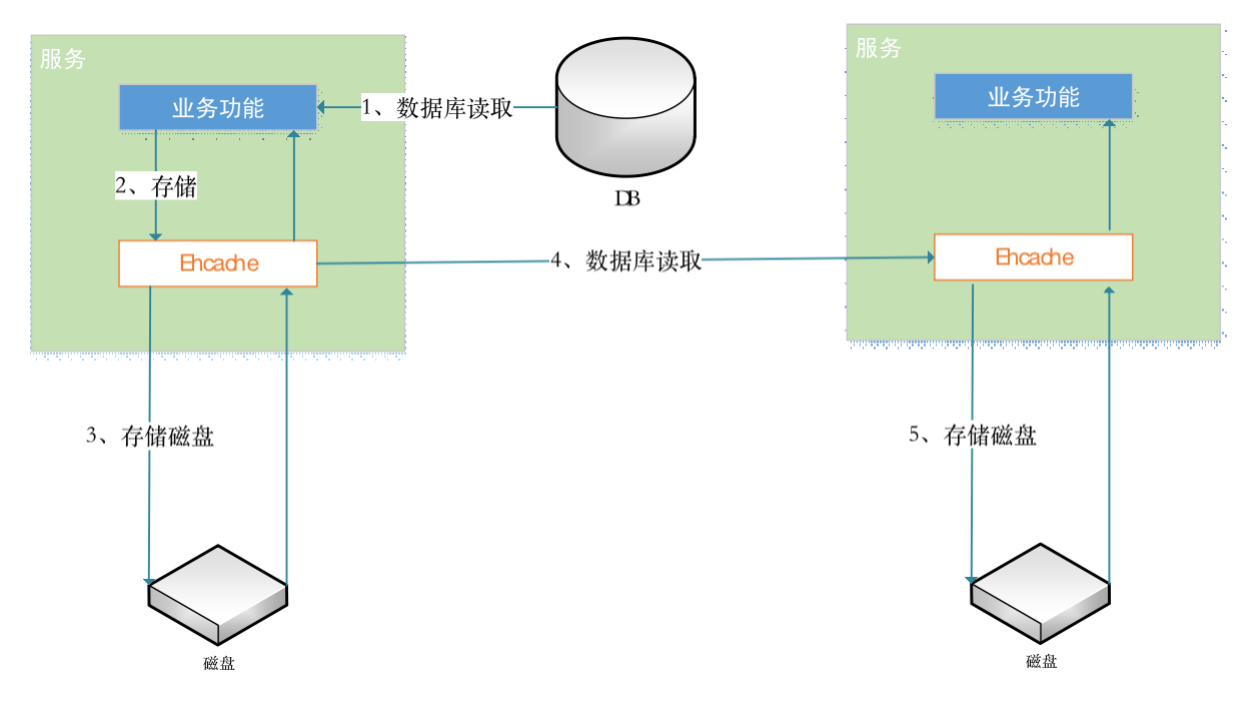 服务
业务功能
1、数据库读取
DB
2、存储
Ehcache
3、存储磁盘
磁盘
4、数据库读取
服务
业务功能
Ehcache
5、存储磁盘
磁盘